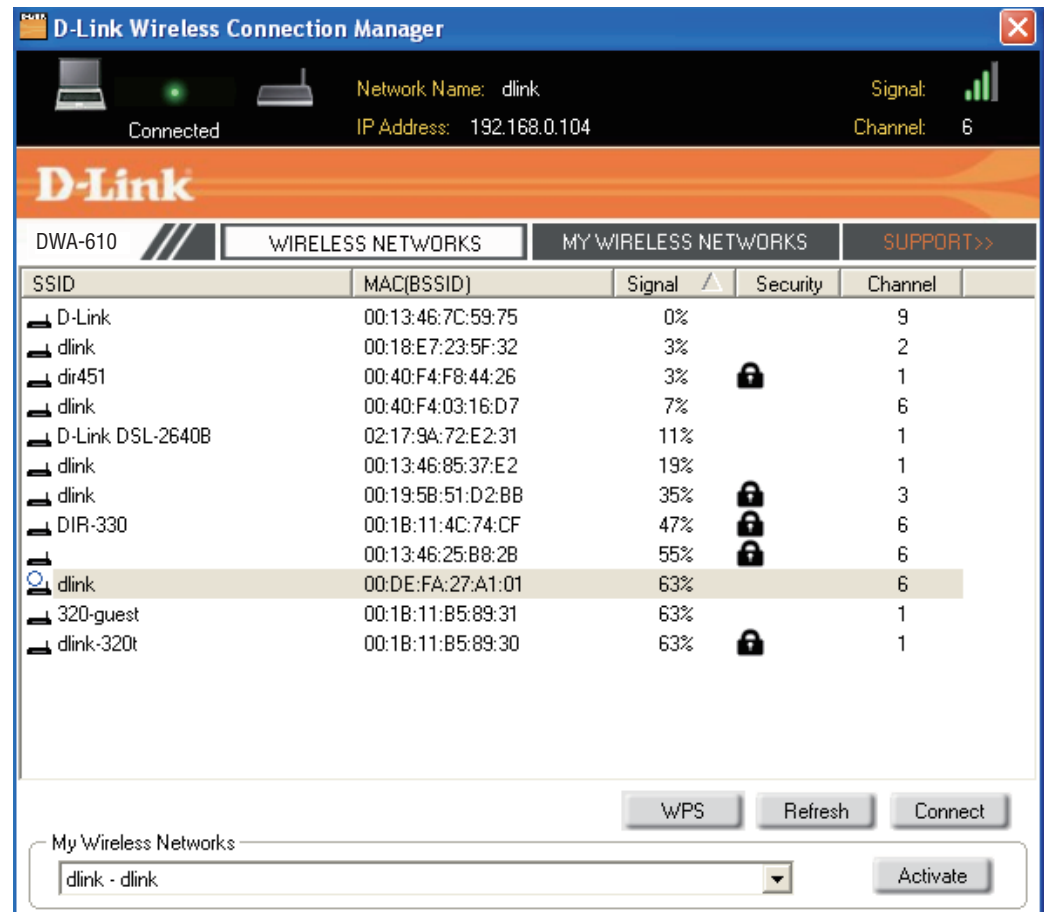 D-Link Wireless Connection Manager
Network Name: dlink Signal:
Connected IP Address: 192.168.0.104 Channel: 6
D-Link
DWA-610 WIRELESS NETWORKS MY WIRELESS NETWORKS SUPPORT>>
SSID MAC(BSSID) Signal Security Channel
D-Link 00:13:46:7C:59:75 0% 9
dlink 00:18:E7:23:5F:32 3% 2
dir451 00:40:F4:F8:44:26 3% 1
dlink 00:40:F4:03:16:D7 7% 6
D-Link DSL-2640B 02:17:9A:72:E2:31 11% 1
dlink 00:13:46:85:37:E2 19% 1
dlink 00:19:5B:51:D2:BB 35% 3
DIR-330 00:1B:11:4C:74:CF 47% 6
00:13:46:25:B8:2B 55% 6
dlink 00:DE:FA:27:A1:01 63% 6
320-guest 00:1B:11:B5:89:31 63% 1
dlink-320t 00:1B:11:B5:89:30 63% 1
WPS Refresh Connect
My Wireless Networks
dlink - dlink Activate